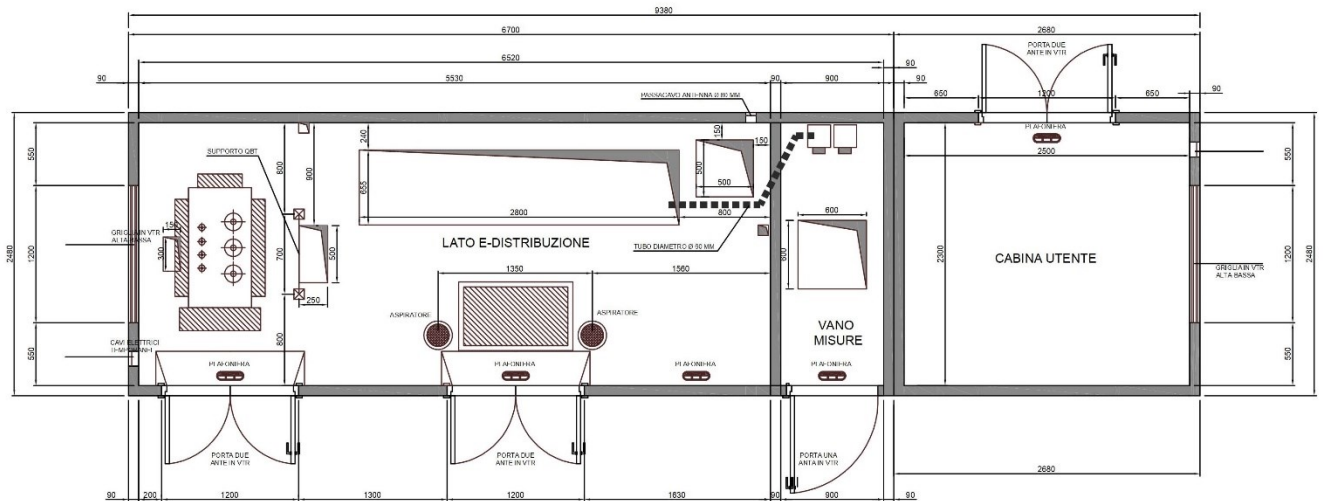 9380
6700
2680
6520
PORTA DUE
ANTE IN VTR
90
90
5530
90
900
90
650
1200
650
90
PASSACAVO ANTENNA Ø 80 MM
550
SUPPORTO QBT
800
900
240
150
150
PLAFONIERA
550
655
500
500
2500
150
2800
800
600
2480
GRIGLIA IN VTR
ALTA BASSA
1200
300
700
500
LATO E-DISTRIBUZIONE
TUBO DIAMETRO Ø 60 MM
600
2300
CABINA UTENTE
1200
2480
GRIGLIA IN VTR
ALTA BASSA
250
1350
1560
ASPIRATORE
ASPIRATORE
VANO
MISURE
550
CAVI ELETTRICI
TEMPORANEI
800
550
PLAFONIERA
PLAFONIERA
PLAFONIERA
PLAFONIERA
PORTA DUE
ANTE IN VTR
PORTA DUE
ANTE IN VTR
PORTA UNA
ANTA IN VTR
2680
90
200
1200
1300
1200
1630
90
900
90